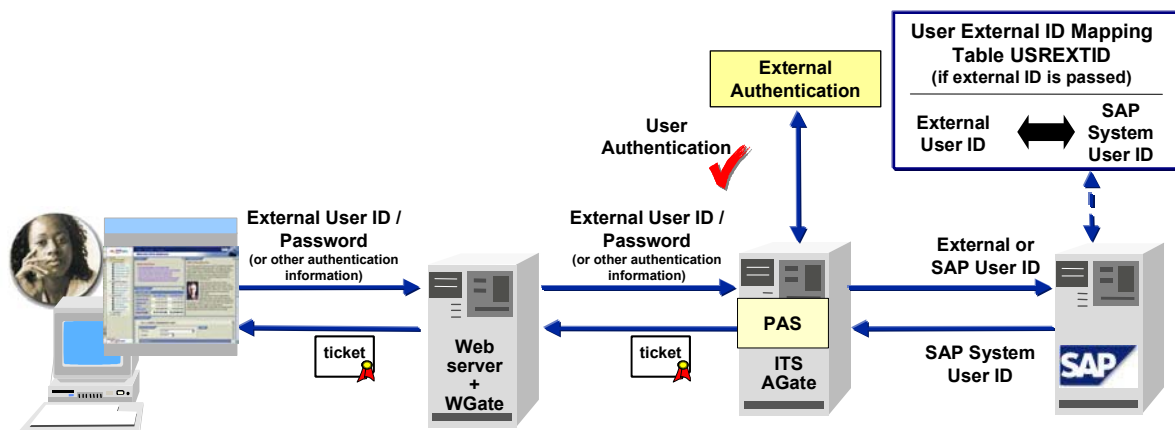 User External ID Mapping
Table USREXTID
(if external ID is passed)
External
User ID
SAP
System
User ID
External
Authentication
User
Authentication
External User ID /
Password
(or other authentication
information)
External User ID /
Password
(or other authentication
information)
External or
SAP User ID
PAS
ticket
Web
server
+
WGate
ticket
ITS
AGate
SAP System
User ID
SAP